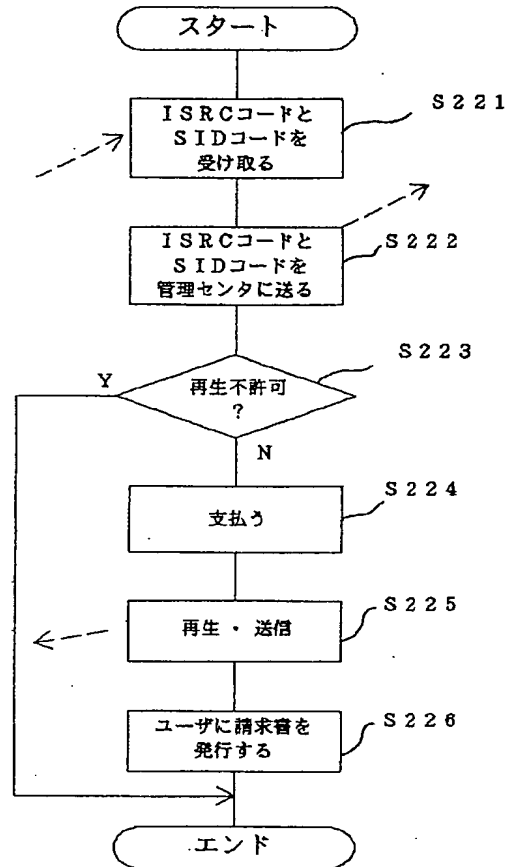 スタート
ISRCコードと
SIDコードを
受け取る
S221
ISRCコードと
SIDコードを
管理センタに送る
S222
再生不許可
?
S223
Y
N
支払う
S224
再生・送信
S225
ユーザに請求書を
発行する
S226
エンド